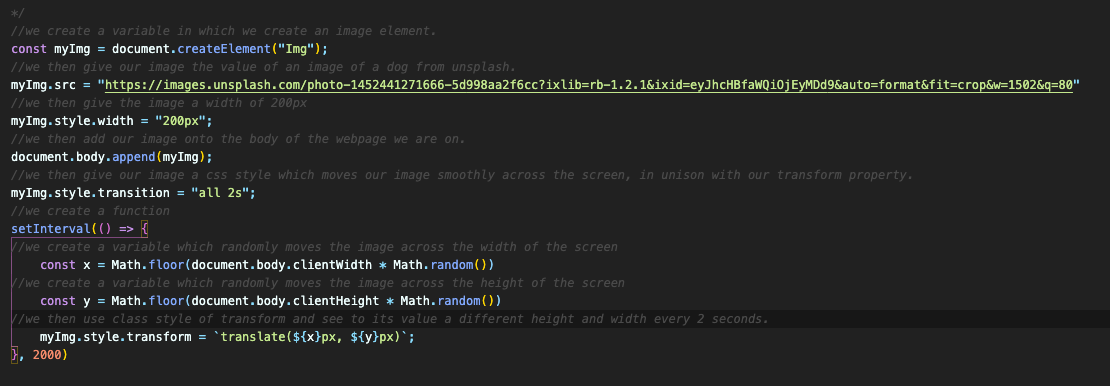 */
//we create a variable in which we create an image element.
const myImg = document.createElement("Img");
//we then give our image the value of an image of a dog from unsplash.
myImg.src = "https://images.unsplash.com/photo-1452441271666-5d998aa2f6cc?ixlib=rb-1.2.1&ixid=eyJhcHBfaWQiOjEyMDd9&auto=format&fit=crop&w=1502&q=80"
//we then give the image a width of 200px
myImg.style.width = "200px";
//we then add our image onto the body of the webpage we are on.
document.body.append(myImg);
//we then give our image a css style which moves our image smoothly across the screen, in unison with our transform property.
myImg.style.transition = "all 2s";
//we create a function
setInterval(() => {
//we create a variable which randomly moves the image across the width of the screen
    const x = Math.floor(document.body.clientWidth * Math.random())
//we create a variable which randomly moves the image across the height of the screen
    const y = Math.floor(document.body.clientHeight * Math.random())
//we then use class style of transform and see to its value a different height and width every 2 seconds.
    myImg.style.transform = `translate(${x}px, ${y}px)`;
}, 2000)